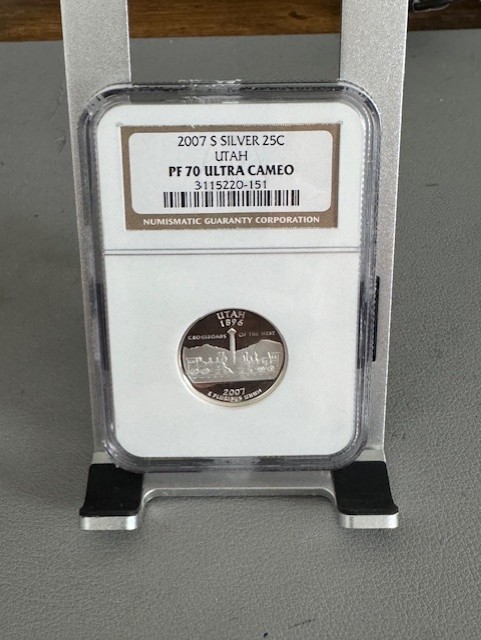 2007 S SILVER 25C
UTAH
PF 70 ULTRA CAMEO
3115220-151
NUMISMATIC GUARANTY CORPORATION
UTAH
1896
CROSSROADS OF THE WEST
2007
E PLURIBUS UNUM